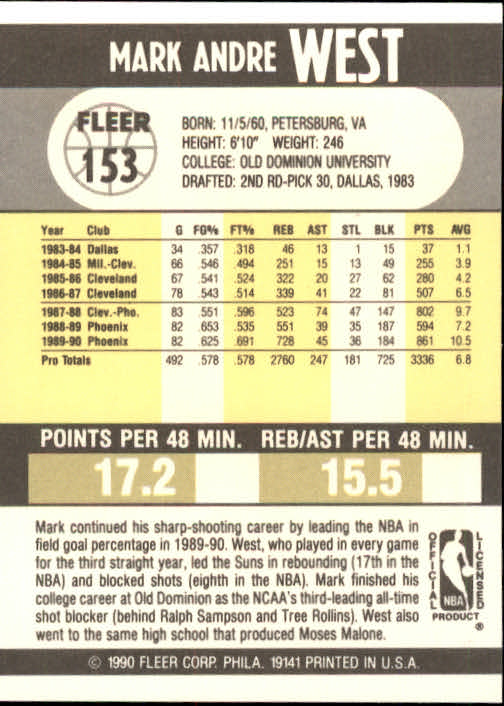 MARK ANDRE WEST
FLEER
153
BORN: 11/5/60, PETERSBURG, VA
HEIGHT: 6'10" WEIGHT: 246
COLLEGE: OLD DOMINION UNIVERSITY
DRAFTED: 2ND RD-PICK 30, DALLAS, 1983
Year Club G FG% FT% REB AST STL BLK PTS AVG
1983-84 Dallas 34 .357 .318 46 13 1 15 37 1.1
1984-85 Mil.-Clev. 66 .546 .494 251 15 13 49 255 3.9
1985-86 Cleveland 67 .541 .524 322 20 27 62 280 4.2
1986-87 Cleveland 78 .543 .514 339 41 22 81 507 6.5
1987-88 Clev.-Pho. 83 .551 .596 523 74 47 147 802 9.7
1988-89 Phoenix 82 .653 .535 551 39 35 187 594 7.2
1989-90 Phoenix 82 .625 .691 728 45 36 184 861 10.5
Pro Totals 492 .578 .578 2760 247 181 725 3336 6.8
POINTS PER 48 MIN. REB/AST PER 48 MIN.
17.2 15.5
Mark continued his sharp-shooting career by leading the NBA in
field goal percentage in 1989-90. West, who played in every game
for the third straight year, led the Suns in rebounding (17th in the
NBA) and blocked shots (eighth in the NBA). Mark finished his
college career at Old Dominion as the NCAA's third-leading all-time
shot blocker (behind Ralph Sampson and Tree Rollins). West also
went to the same high school that produced Moses Malone.
OFFICIAL
LICENSED
NBA
PRODUCT ®
© 1990 FLEER CORP. PHILA. 19141 PRINTED IN U.S.A.